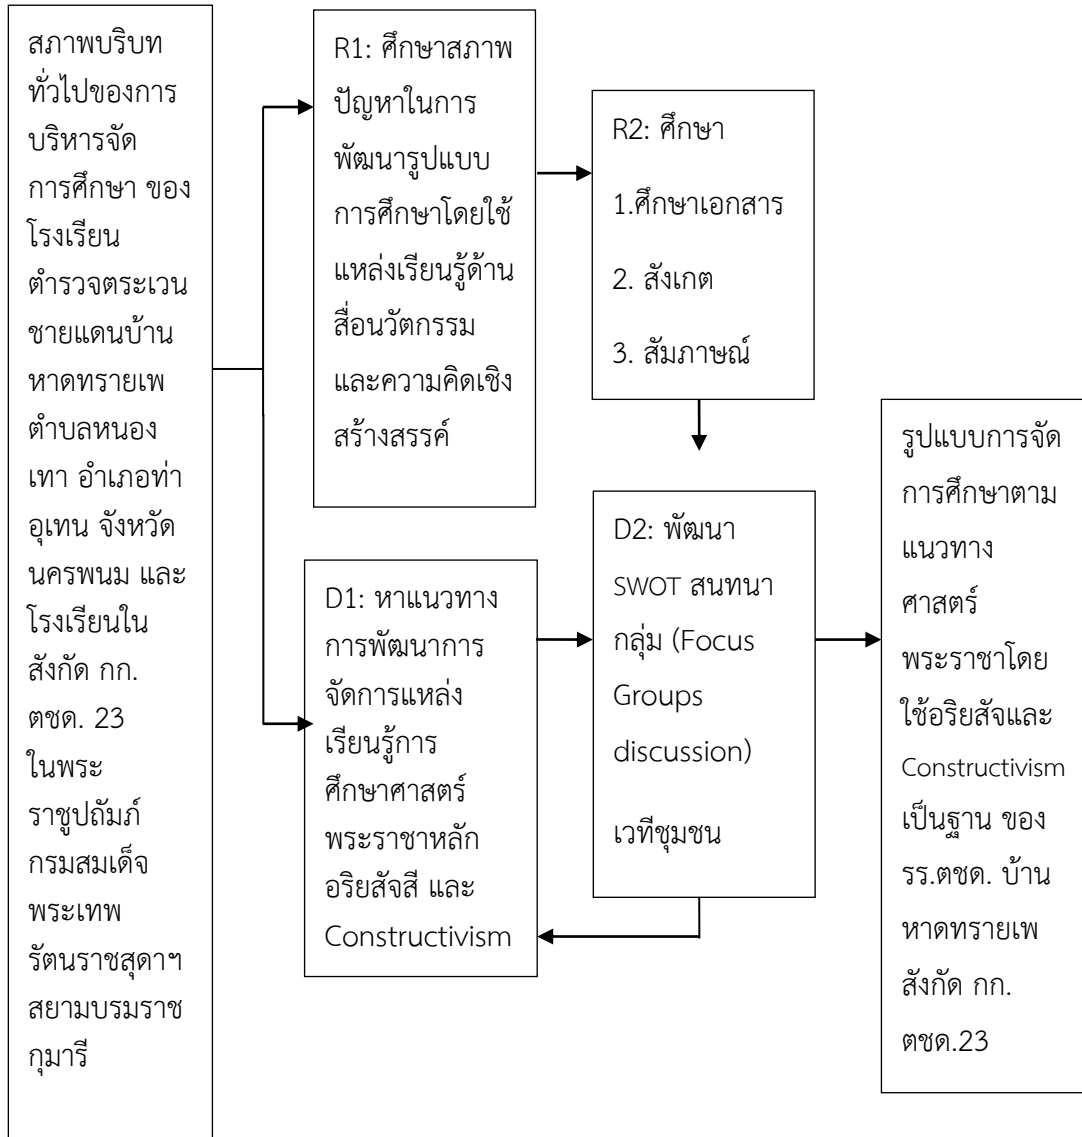 สภาพบริบท
ทั่วไปของการ
บริหารจัด
การศึกษา ของ
โรงเรียน
ตำรวจตระเวน
ชายแดนบ้าน
หาดทรายเพ
ตำบลหนอง
เทา อำเภอท่า
อุเทน จังหวัด
นครพนม และ
โรงเรียนใน
สังกัด กก.
ตชด. 23
ในพระ
ราชูปถัมภ์
กรมสมเด็จ
พระเทพ
รัตนราชสุดาฯ
สยามบรมราช
กุมารี
R1: ศึกษาสภาพ
ปัญหาในการ
พัฒนารูปแบบ
การศึกษาโดยใช้
แหล่งเรียนรู้ด้าน
สื่อนวัตกรรม
และความคิดเชิง
สร้างสรรค์
R2: ศึกษา
1.ศึกษาเอกสาร
2. สังเกต
3. สัมภาษณ์
D1: หาแนวทาง
การพัฒนาการ
จัดการแหล่ง
เรียนรู้การ
ศึกษาศาสตร์
พระราชาหลัก
อริยสัจสี่ และ
Constructivism
D2: พัฒนา
SWOT สนทนา
กลุ่ม (Focus
Groups
discussion)
เวทีชุมชน
รูปแบบการจัด
การศึกษาตาม
แนวทาง
ศาสตร์
พระราชาโดย
ใช้อริยสัจและ
Constructivism
เป็นฐาน ของ
รร.ตชด. บ้าน
หาดทรายเพ
สังกัด กก.
ตชด.23